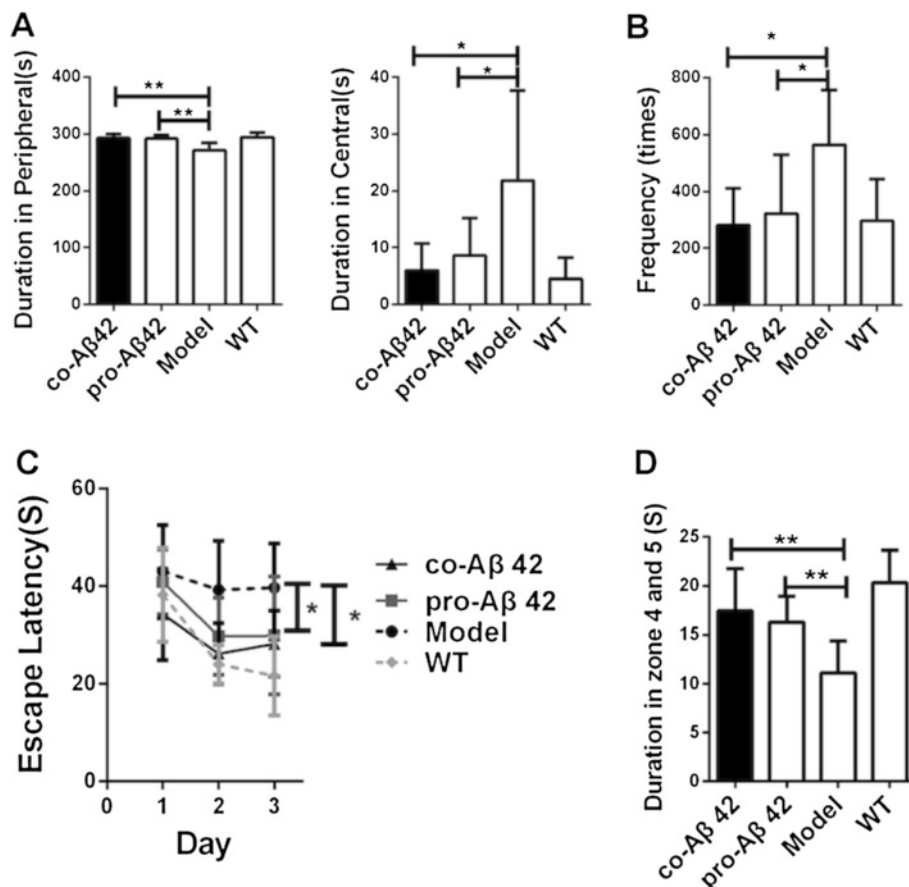 A
Duration in Peripheral(s)
400
300
200
100
0
**
**
co-Aβ42
pro-Aβ42
Model
WT
Duration in Central(s)
40
30
20
10
0
*
*
co-Aβ42
pro-Aβ42
Model
WT
B
Frequency (times)
800
600
400
200
0
*
*
co-Aβ 42
pro-Aβ 42
Model
WT
C
Escape Latency(S)
60
40
20
0
0 1 2 3
Day
* *
co-Aβ 42
pro-Aβ 42
Model
WT
D
Duration in zone 4 and 5 (S)
25
20
15
10
5
0
**
**
co-Aβ 42
pro-Aβ 42
Model
WT